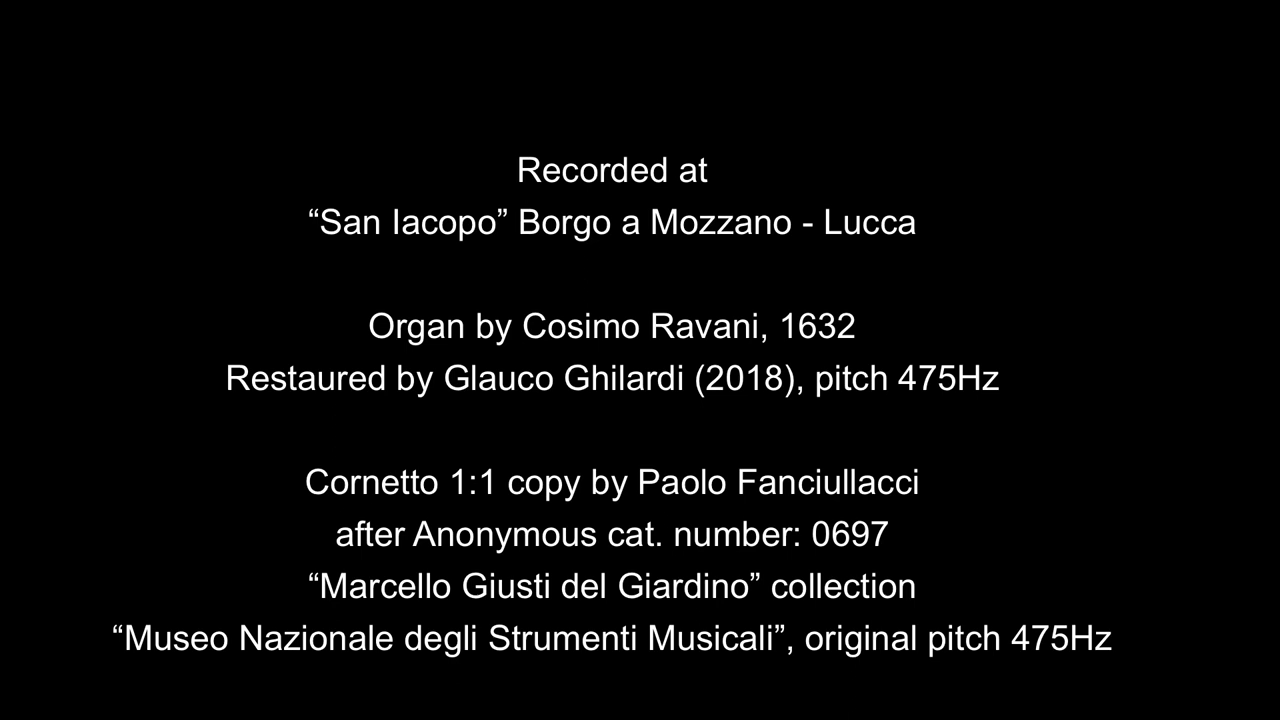 Recorded at
“San Iacopo” Borgo a Mozzano - Lucca
Organ by Cosimo Ravani, 1632
Restaured by Glauco Ghilardi (2018), pitch 475Hz
Cornetto 1:1 copy by Paolo Fanciullacci
after Anonymous cat. number: 0697
“Marcello Giusti del Giardino” collection
“Museo Nazionale degli Strumenti Musicali”, original pitch 475Hz